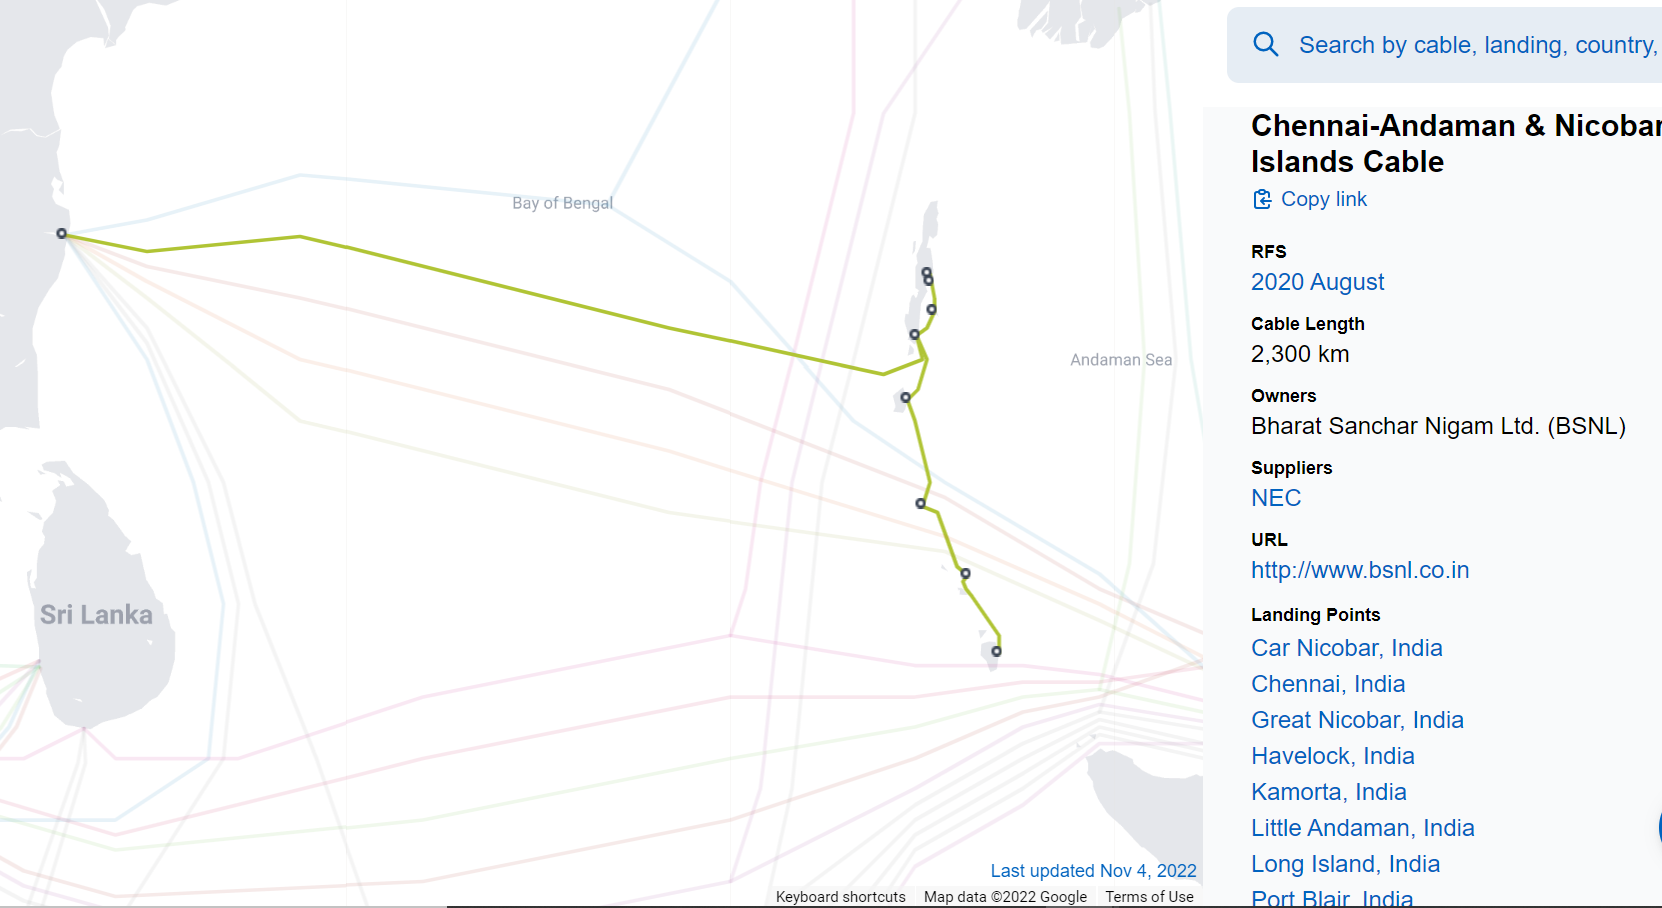 Search by cable, landing, country,
Chennai-Andaman & Nicobar
Islands Cable
Copy link
RFS
2020 August
Cable Length
2,300 km
Owners
Bharat Sanchar Nigam Ltd. (BSNL)
Suppliers
NEC
URL
http://www.bsnl.co.in
Landing Points
Car Nicobar, India
Chennai, India
Great Nicobar, India
Havelock, India
Kamorta, India
Little Andaman, India
Long Island, India
Port Blair, India
Bay of Bengal
Andaman Sea
Sri Lanka
Last updated Nov 4, 2022
Keyboard shortcuts
Map data ©2022 Google
Terms of Use